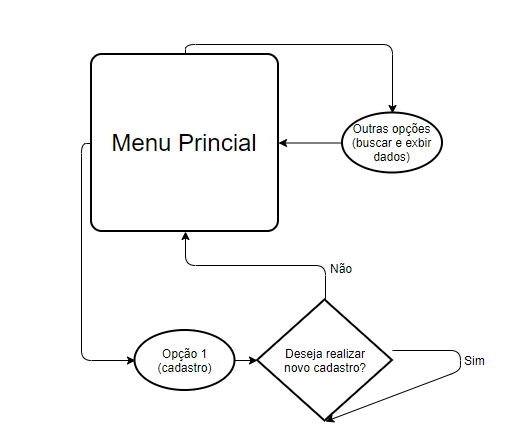 Outras opções
(buscar e exbir
dados)
Menu Princial
Não
Opção 1
(cadastro)
Deseja realizar
novo cadastro?
Sim